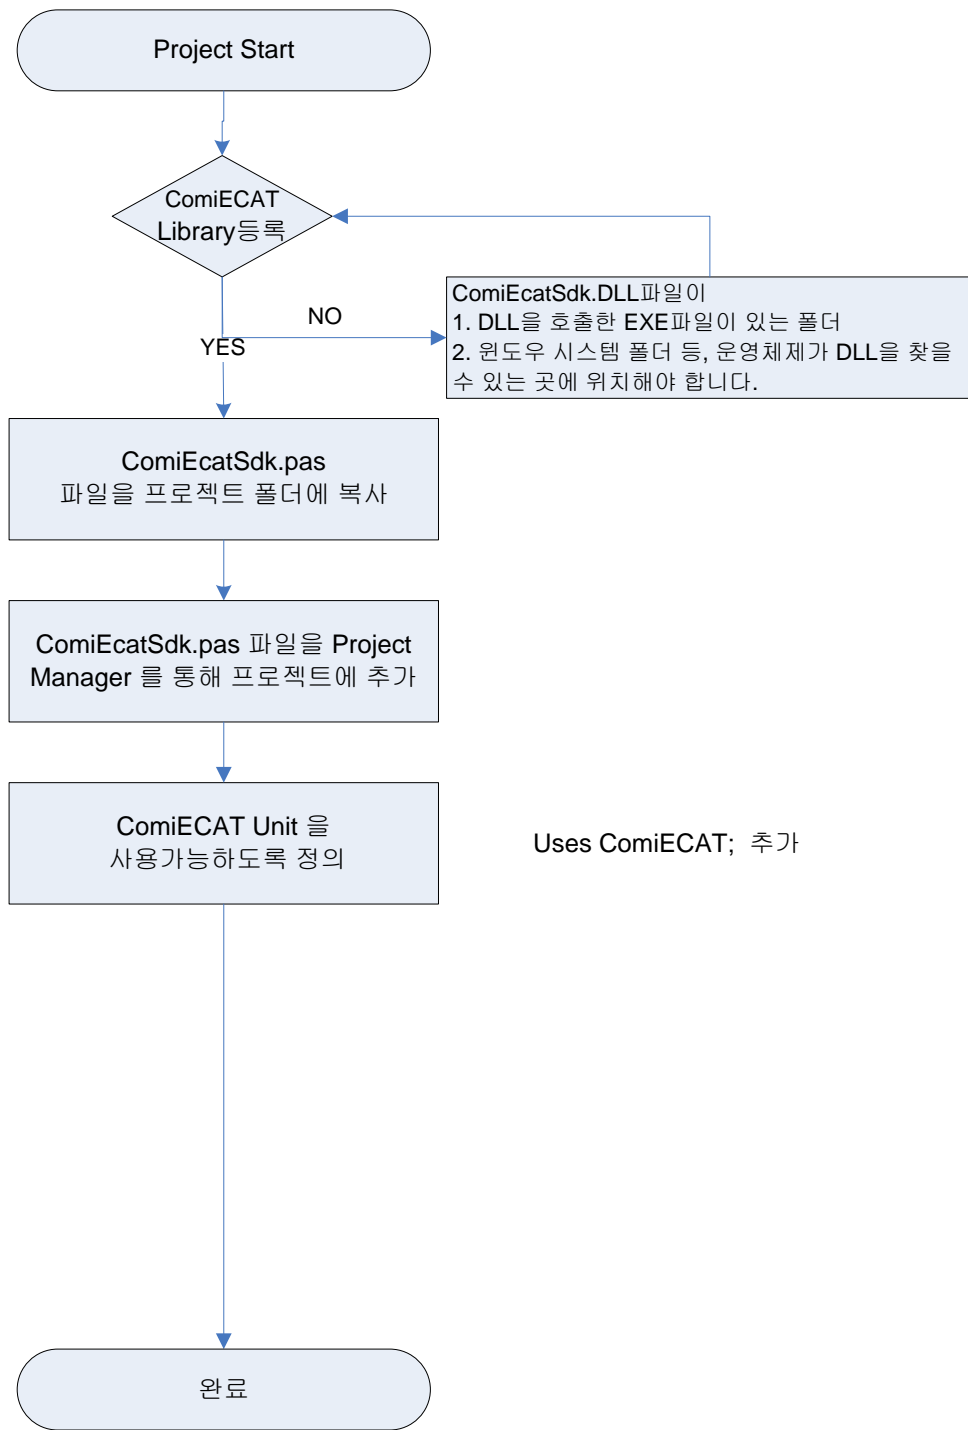 Project Start
ComiECAT
Library등록
NO
YES
ComiEcatSdk.DLL파일이
1. DLL을 호출한 EXE파일이 있는 폴더
2. 윈도우 시스템 폴더 등, 운영체제가 DLL을 찾을
수 있는 곳에 위치해야 합니다.
ComiEcatSdk.pas
파일을 프로젝트 폴더에 복사
ComiEcatSdk.pas 파일을 Project
Manager 를 통해 프로젝트에 추가
ComiECAT Unit 을
사용가능하도록 정의
Uses ComiECAT; 추가
완료